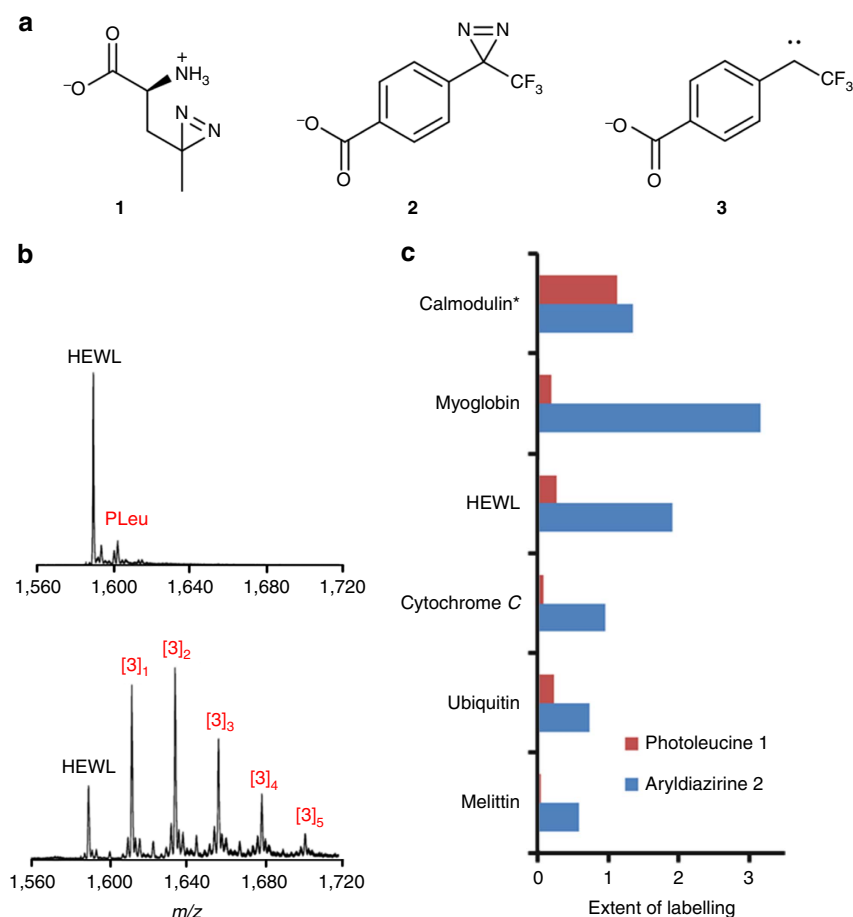 a
O
⁻O
+
NH₃
N
N
1
N=N
CF₃
⁻O
O
2
··
CF₃
⁻O
O
3
b
HEWL
PLeu
1,560 1,600 1,640 1,680 1,720
[3]₁
[3]₂
[3]₃
HEWL
[3]₄
[3]₅
1,560 1,600 1,640 1,680 1,720
m/z
c
Calmodulin*
Myoglobin
HEWL
Cytochrome C
Ubiquitin
Melittin
Photoleucine 1
Aryldiazirine 2
0 1 2 3
Extent of labelling